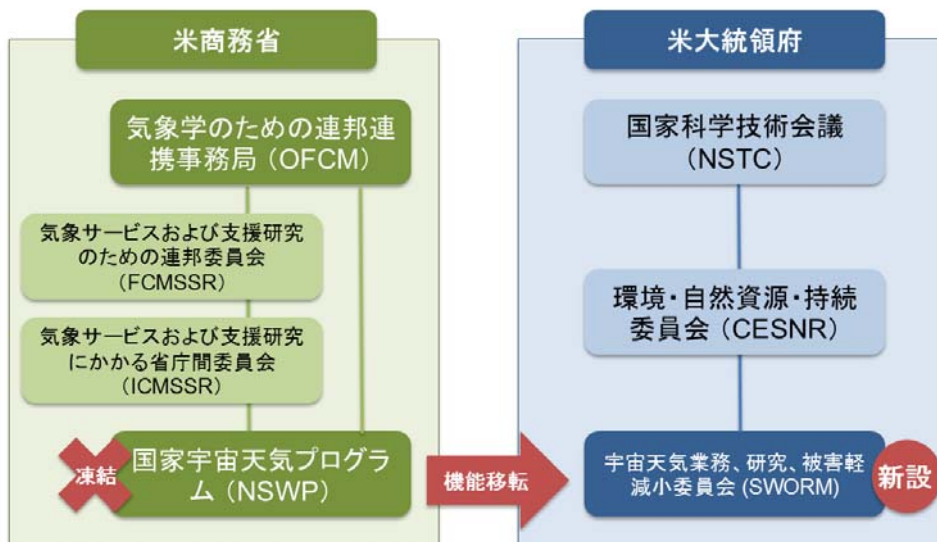 米商務省
気象学のための連邦連
携事務局（OFCM）
気象サービスおよび支援研究
のための連邦委員会
(FCMSSR)
気象サービスおよび支援研究
にかかる省庁間委員会
(ICMSSR)
凍結
国家宇宙天気プログラ
ム（NSWP）
機能移転
米大統領府
国家科学技術会議
(NSTC)
環境・自然資源・持続
委員会（CESNR）
宇宙天気業務、研究、被害軽
減小委員会 (SWORM)
新設